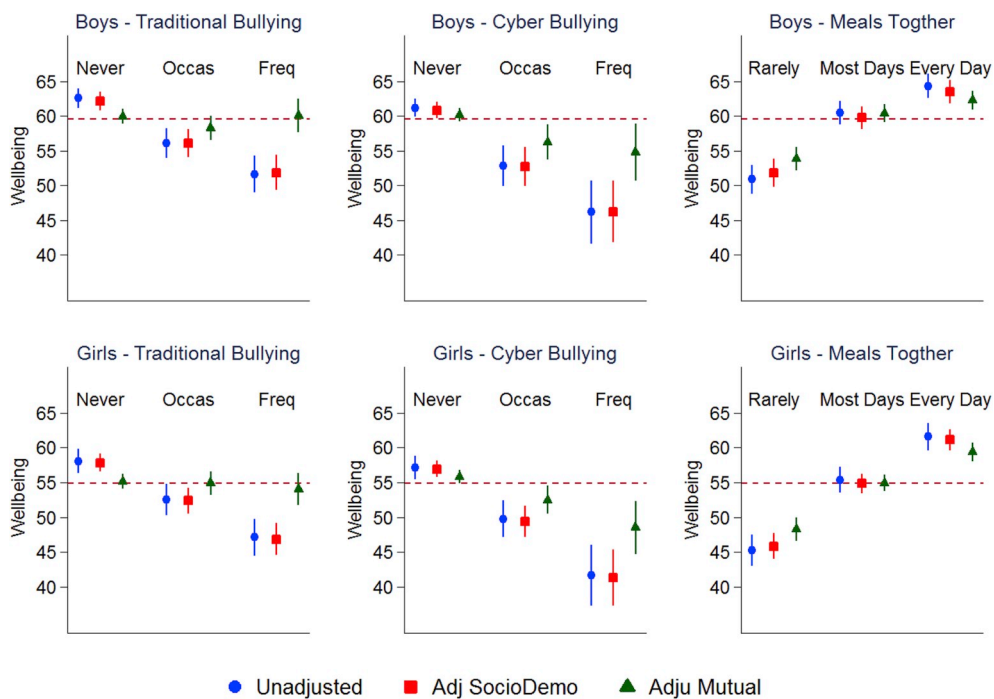 Boys - Traditional Bullying
Never Occas Freq
65
60
55
50
45
40
Wellbeing
Boys - Cyber Bullying
Never Occas Freq
65
60
55
50
45
40
Wellbeing
Boys - Meals Togther
Rarely Most Days Every Day
65
60
55
50
45
40
Wellbeing
Girls - Traditional Bullying
Never Occas Freq
65
60
55
50
45
40
Wellbeing
Girls - Cyber Bullying
Never Occas Freq
65
60
55
50
45
40
Wellbeing
Girls - Meals Togther
Rarely Most Days Every Day
65
60
55
50
45
40
Wellbeing
Unadjusted Adj SocioDemo Adju Mutual